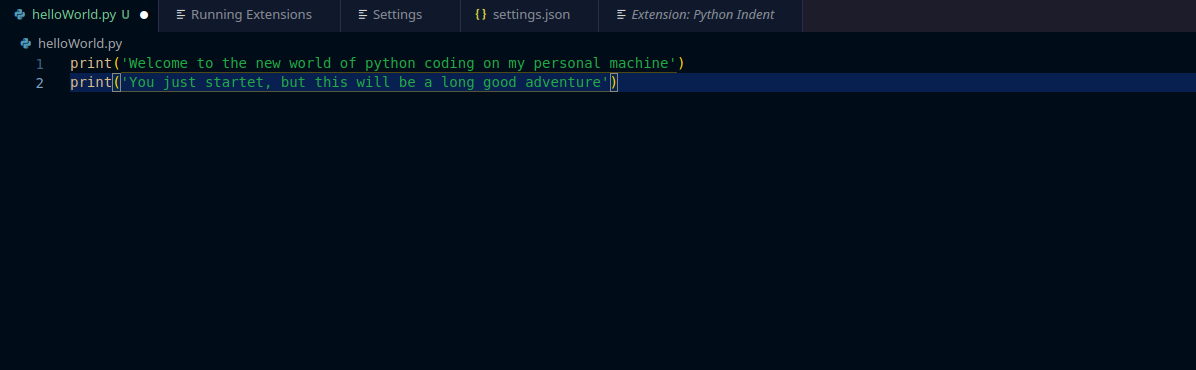 helloWorld.py U Running Extensions Settings {} settings.json Extension: Python Indent
helloWorld.py
1 print('Welcome to the new world of python coding on my personal machine')
2 print('You just startet, but this will be a long good adventure')